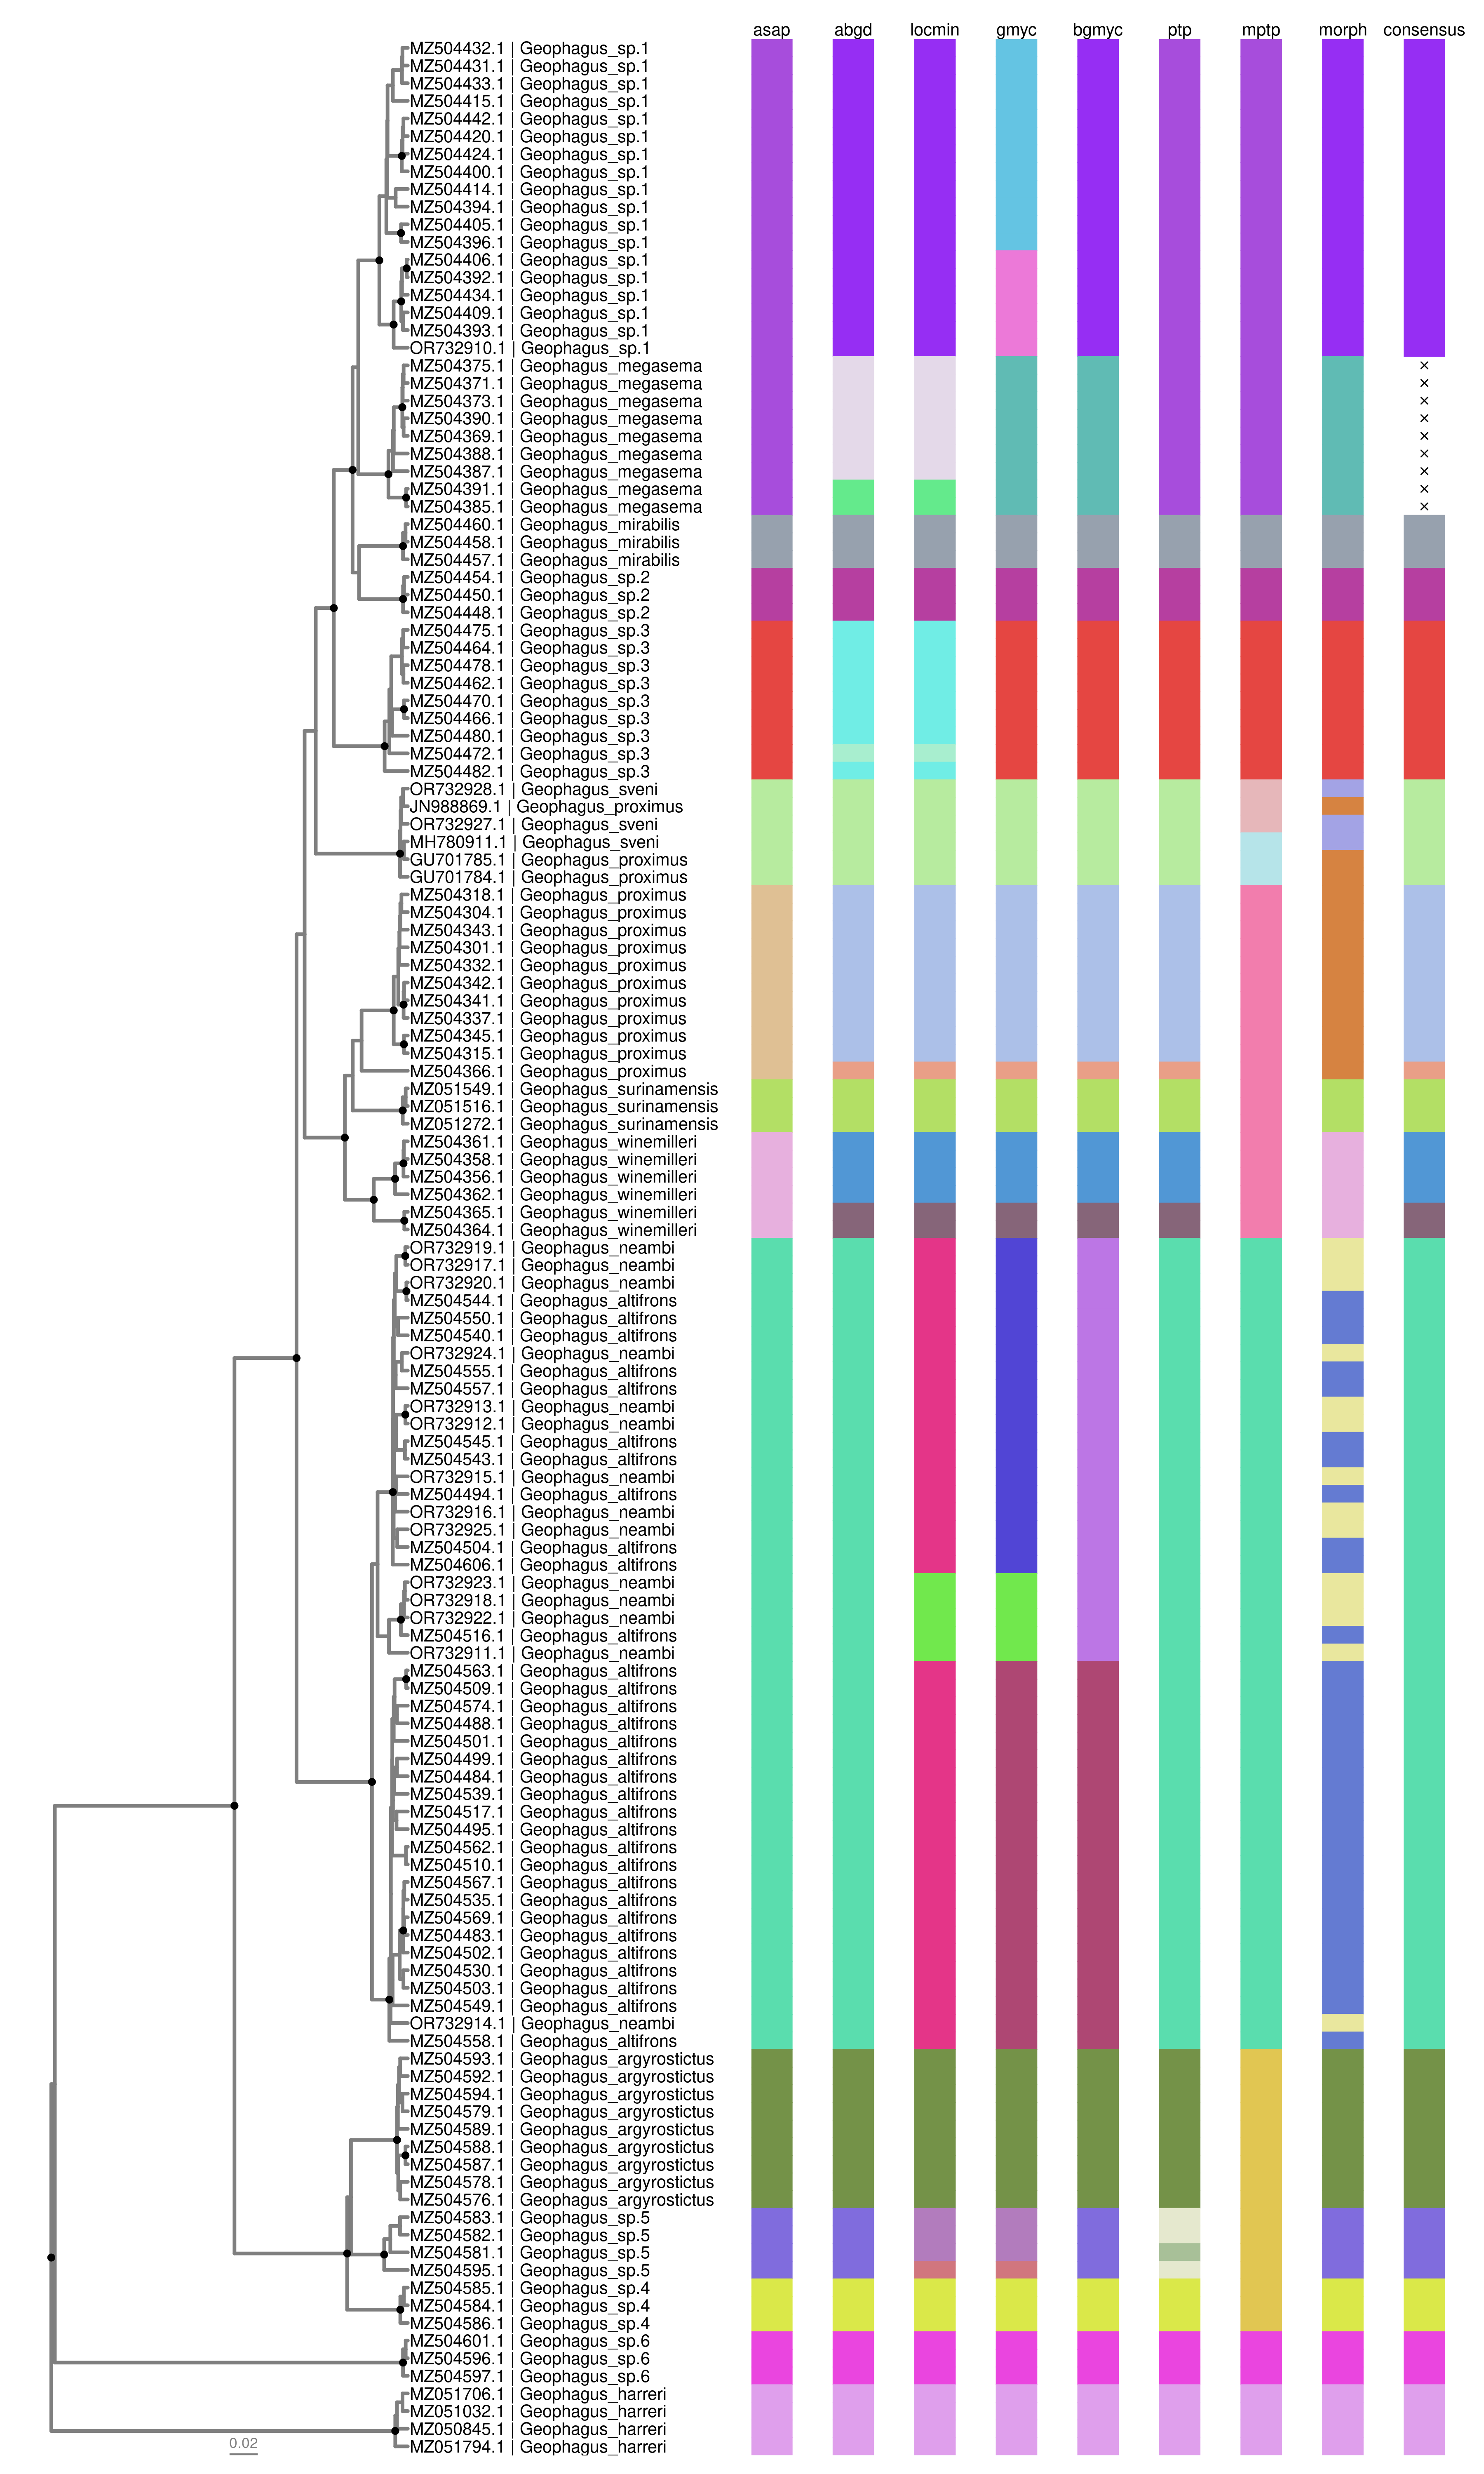 asap abgd locmin gmyc bgmyc ptp mptp morph consensus
MZ504432.1 | Geophagus_sp.1
MZ504431.1 | Geophagus_sp.1
MZ504433.1 | Geophagus_sp.1
MZ504415.1 | Geophagus_sp.1
MZ504442.1 | Geophagus_sp.1
MZ504420.1 | Geophagus_sp.1
MZ504424.1 | Geophagus_sp.1
MZ504400.1 | Geophagus_sp.1
MZ504414.1 | Geophagus_sp.1
MZ504394.1 | Geophagus_sp.1
MZ504405.1 | Geophagus_sp.1
MZ504396.1 | Geophagus_sp.1
MZ504406.1 | Geophagus_sp.1
MZ504392.1 | Geophagus_sp.1
MZ504434.1 | Geophagus_sp.1
MZ504409.1 | Geophagus_sp.1
MZ504393.1 | Geophagus_sp.1
OR732910.1 | Geophagus_sp.1
MZ504375.1 | Geophagus_megasema ×
MZ504371.1 | Geophagus_megasema ×
MZ504373.1 | Geophagus_megasema ×
MZ504390.1 | Geophagus_megasema ×
MZ504369.1 | Geophagus_megasema ×
MZ504388.1 | Geophagus_megasema ×
MZ504387.1 | Geophagus_megasema ×
MZ504391.1 | Geophagus_megasema ×
MZ504385.1 | Geophagus_megasema ×
MZ504460.1 | Geophagus_mirabilis
MZ504458.1 | Geophagus_mirabilis
MZ504457.1 | Geophagus_mirabilis
MZ504454.1 | Geophagus_sp.2
MZ504450.1 | Geophagus_sp.2
MZ504448.1 | Geophagus_sp.2
MZ504475.1 | Geophagus_sp.3
MZ504464.1 | Geophagus_sp.3
MZ504478.1 | Geophagus_sp.3
MZ504462.1 | Geophagus_sp.3
MZ504470.1 | Geophagus_sp.3
MZ504466.1 | Geophagus_sp.3
MZ504480.1 | Geophagus_sp.3
MZ504472.1 | Geophagus_sp.3
MZ504482.1 | Geophagus_sp.3
OR732928.1 | Geophagus_sveni
JN988869.1 | Geophagus_proximus
OR732927.1 | Geophagus_sveni
MH780911.1 | Geophagus_sveni
GU701785.1 | Geophagus_proximus
GU701784.1 | Geophagus_proximus
MZ504318.1 | Geophagus_proximus
MZ504304.1 | Geophagus_proximus
MZ504343.1 | Geophagus_proximus
MZ504301.1 | Geophagus_proximus
MZ504332.1 | Geophagus_proximus
MZ504342.1 | Geophagus_proximus
MZ504341.1 | Geophagus_proximus
MZ504337.1 | Geophagus_proximus
MZ504345.1 | Geophagus_proximus
MZ504315.1 | Geophagus_proximus
MZ504366.1 | Geophagus_proximus
MZ051549.1 | Geophagus_surinamensis
MZ051516.1 | Geophagus_surinamensis
MZ051272.1 | Geophagus_surinamensis
MZ504361.1 | Geophagus_winemilleri
MZ504358.1 | Geophagus_winemilleri
MZ504356.1 | Geophagus_winemilleri
MZ504362.1 | Geophagus_winemilleri
MZ504365.1 | Geophagus_winemilleri
MZ504364.1 | Geophagus_winemilleri
OR732919.1 | Geophagus_neambi
OR732917.1 | Geophagus_neambi
OR732920.1 | Geophagus_neambi
MZ504544.1 | Geophagus_altifrons
MZ504550.1 | Geophagus_altifrons
MZ504540.1 | Geophagus_altifrons
OR732924.1 | Geophagus_neambi
MZ504555.1 | Geophagus_altifrons
MZ504557.1 | Geophagus_altifrons
OR732913.1 | Geophagus_neambi
OR732912.1 | Geophagus_neambi
MZ504545.1 | Geophagus_altifrons
MZ504543.1 | Geophagus_altifrons
OR732915.1 | Geophagus_neambi
MZ504494.1 | Geophagus_altifrons
OR732916.1 | Geophagus_neambi
OR732925.1 | Geophagus_neambi
MZ504504.1 | Geophagus_altifrons
MZ504606.1 | Geophagus_altifrons
OR732923.1 | Geophagus_neambi
OR732918.1 | Geophagus_neambi
OR732922.1 | Geophagus_neambi
MZ504516.1 | Geophagus_altifrons
OR732911.1 | Geophagus_neambi
MZ504563.1 | Geophagus_altifrons
MZ504509.1 | Geophagus_altifrons
MZ504574.1 | Geophagus_altifrons
MZ504488.1 | Geophagus_altifrons
MZ504501.1 | Geophagus_altifrons
MZ504499.1 | Geophagus_altifrons
MZ504484.1 | Geophagus_altifrons
MZ504539.1 | Geophagus_altifrons
MZ504517.1 | Geophagus_altifrons
MZ504495.1 | Geophagus_altifrons
MZ504562.1 | Geophagus_altifrons
MZ504510.1 | Geophagus_altifrons
MZ504567.1 | Geophagus_altifrons
MZ504535.1 | Geophagus_altifrons
MZ504569.1 | Geophagus_altifrons
MZ504483.1 | Geophagus_altifrons
MZ504502.1 | Geophagus_altifrons
MZ504530.1 | Geophagus_altifrons
MZ504503.1 | Geophagus_altifrons
MZ504549.1 | Geophagus_altifrons
OR732914.1 | Geophagus_neambi
MZ504558.1 | Geophagus_altifrons
MZ504593.1 | Geophagus_argyrostictus
MZ504592.1 | Geophagus_argyrostictus
MZ504594.1 | Geophagus_argyrostictus
MZ504579.1 | Geophagus_argyrostictus
MZ504589.1 | Geophagus_argyrostictus
MZ504588.1 | Geophagus_argyrostictus
MZ504587.1 | Geophagus_argyrostictus
MZ504578.1 | Geophagus_argyrostictus
MZ504576.1 | Geophagus_argyrostictus
MZ504583.1 | Geophagus_sp.5
MZ504582.1 | Geophagus_sp.5
MZ504581.1 | Geophagus_sp.5
MZ504595.1 | Geophagus_sp.5
MZ504585.1 | Geophagus_sp.4
MZ504584.1 | Geophagus_sp.4
MZ504586.1 | Geophagus_sp.4
MZ504601.1 | Geophagus_sp.6
MZ504596.1 | Geophagus_sp.6
MZ504597.1 | Geophagus_sp.6
MZ051706.1 | Geophagus_harreri
MZ051032.1 | Geophagus_harreri
MZ050845.1 | Geophagus_harreri
MZ051794.1 | Geophagus_harreri
0.02